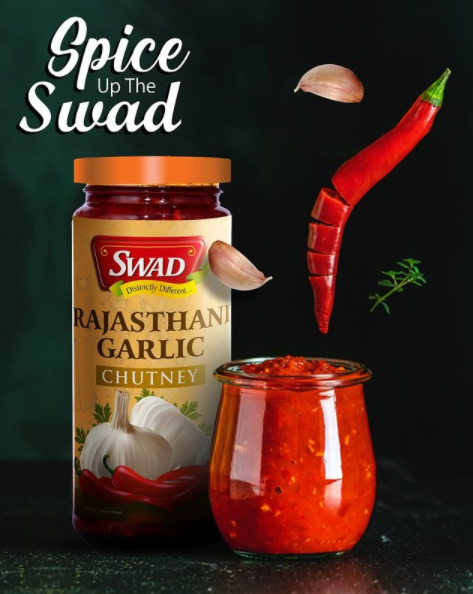 Spice
Up The
Swad
SWAD
Distinctly Different...
RAJASTHANI
GARLIC
CHUTNEY